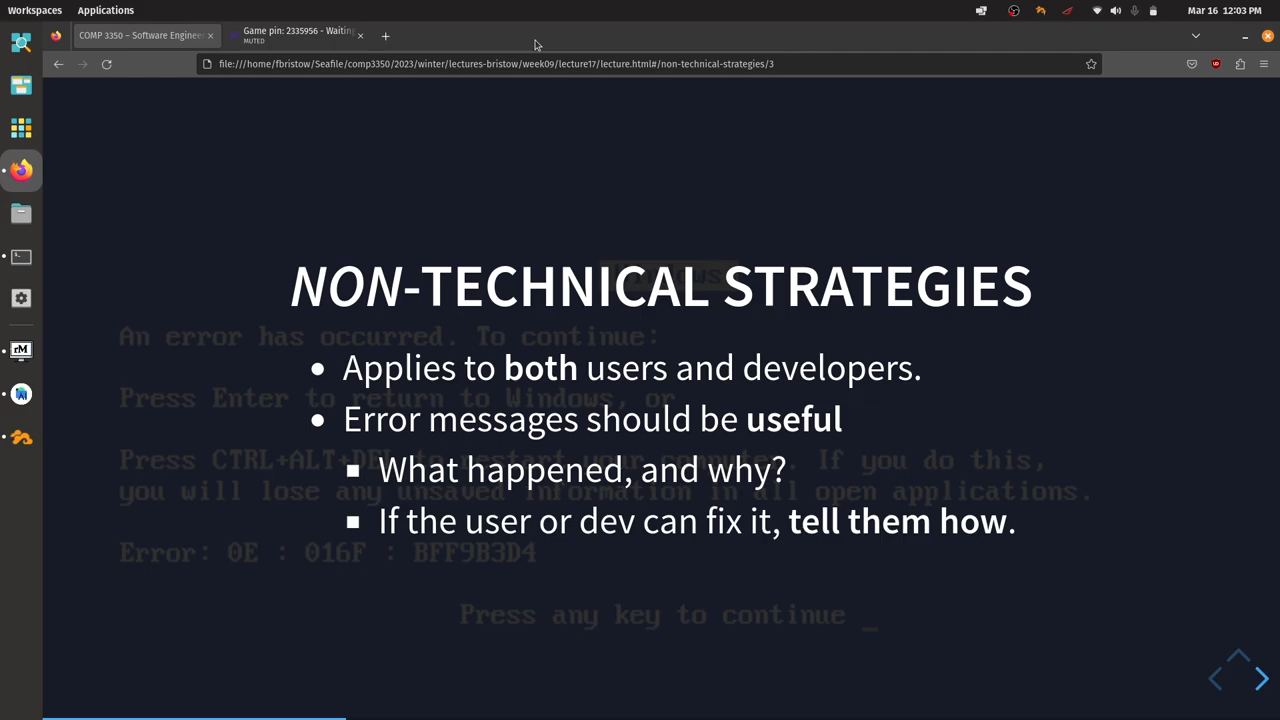 Workspaces Applications Mar 16 12:03 PM
COMP 3350 – Software Engineer
Game pin: 2335956 - Waiting
MUTED
file:///home/fbristow/Seafile/comp3350/2023/winter/lectures-bristow/week09/lecture17/lecture.html#/non-technical-strategies/3
Windows
NON-TECHNICAL STRATEGIES
An error has occurred. To continue:
• Applies to both users and developers.
Press Enter to return to Windows, or
• Error messages should be useful
Press CTRL+ALT+DEL to restart your computer. If you do this,
▪ What happened, and why?
you will lose any unsaved information in all open applications.
▪ If the user or dev can fix it, tell them how.
Error: 0E : 016F : BFF9B3D4
Press any key to continue _
rM